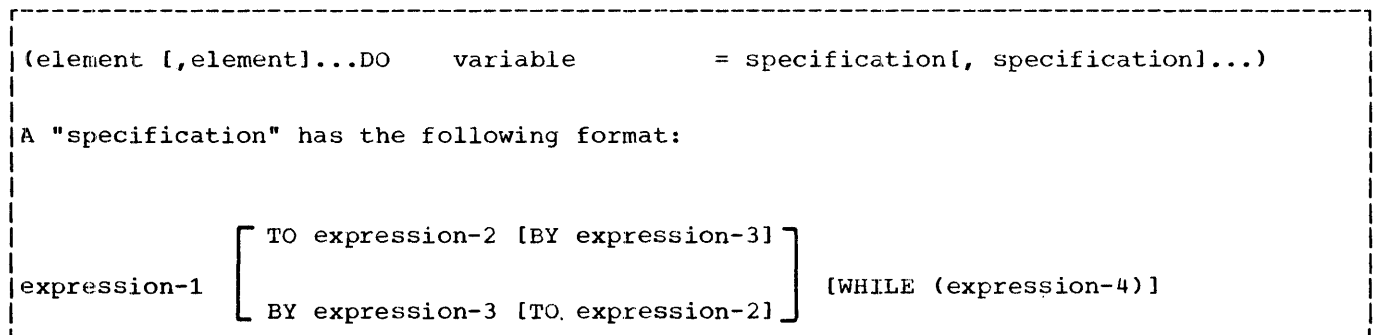 (element [,element]...DO variable = specification[, specification]...)
A "specification" has the following format:
TO expression-2 [BY expression-3]
expression-1 [WHILE (expression-4)]
BY expression-3 [TO. expression-2]